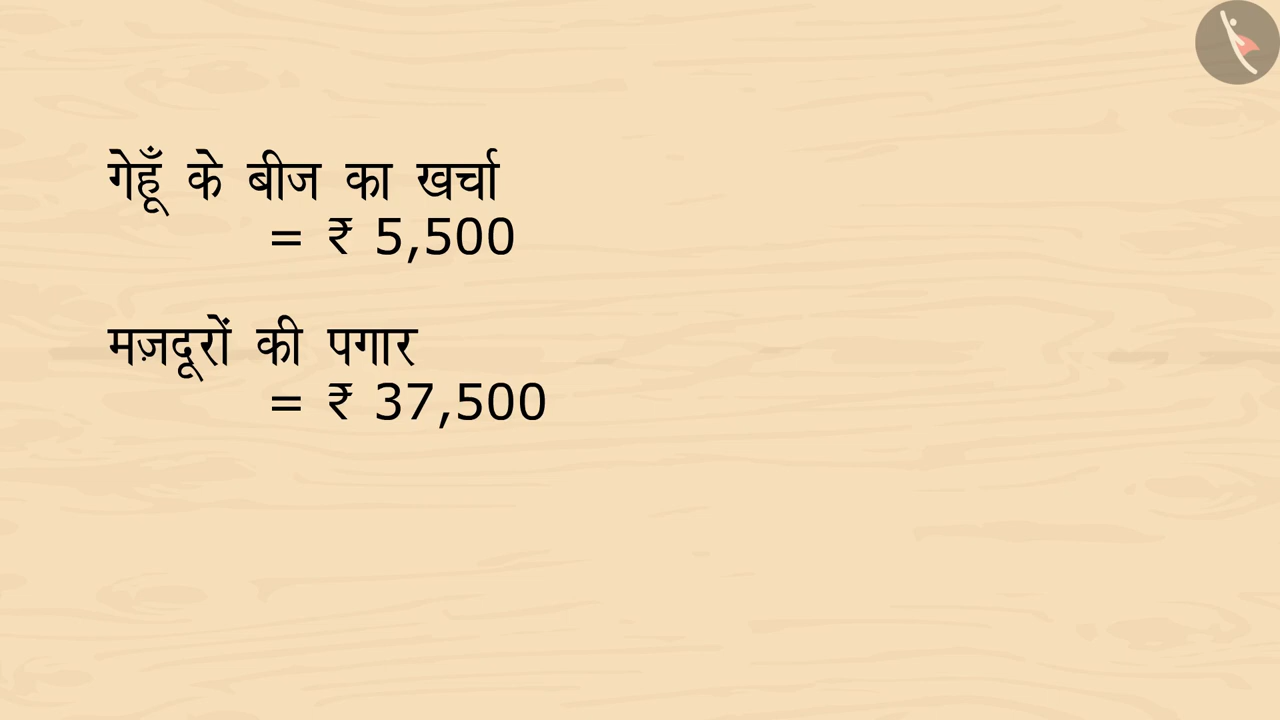 गेहूँ के बीज का खर्चा
= ₹ 5,500
मज़दूरों की पगार
= ₹ 37,500